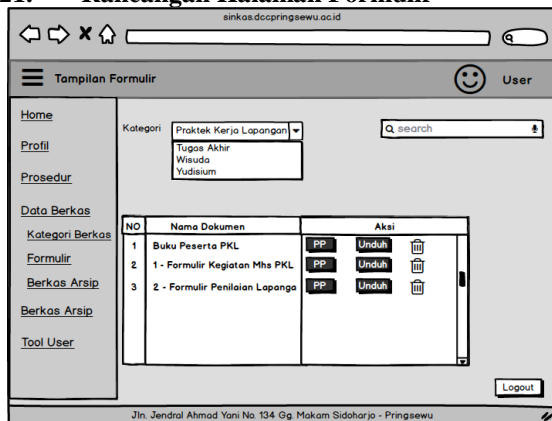 21. Rancangan Halaman Formulir
sinkas.dccpringsewu.ac.id
Tampilan Formulir
User
Home
Profil
Prosedur
Data Berkas
Kategori Berkas
Formulir
Berkas Arsip
Berkas Arsip
Tool User
Kategori
Praktek Kerja Lapangan
Tugas Akhir
Wisuda
Yudisium
search
NO Nama Dokumen Aksi
1 Buku Peserta PKL PP Unduh
2 1 - Formulir Kegiatan Mhs PKL PP Unduh
3 2 - Formulir Penilaian Lapanga PP Unduh
Logout
Jln. Jendral Ahmad Yani No. 134 Gg. Makam Sidoharjo - Pringsewu